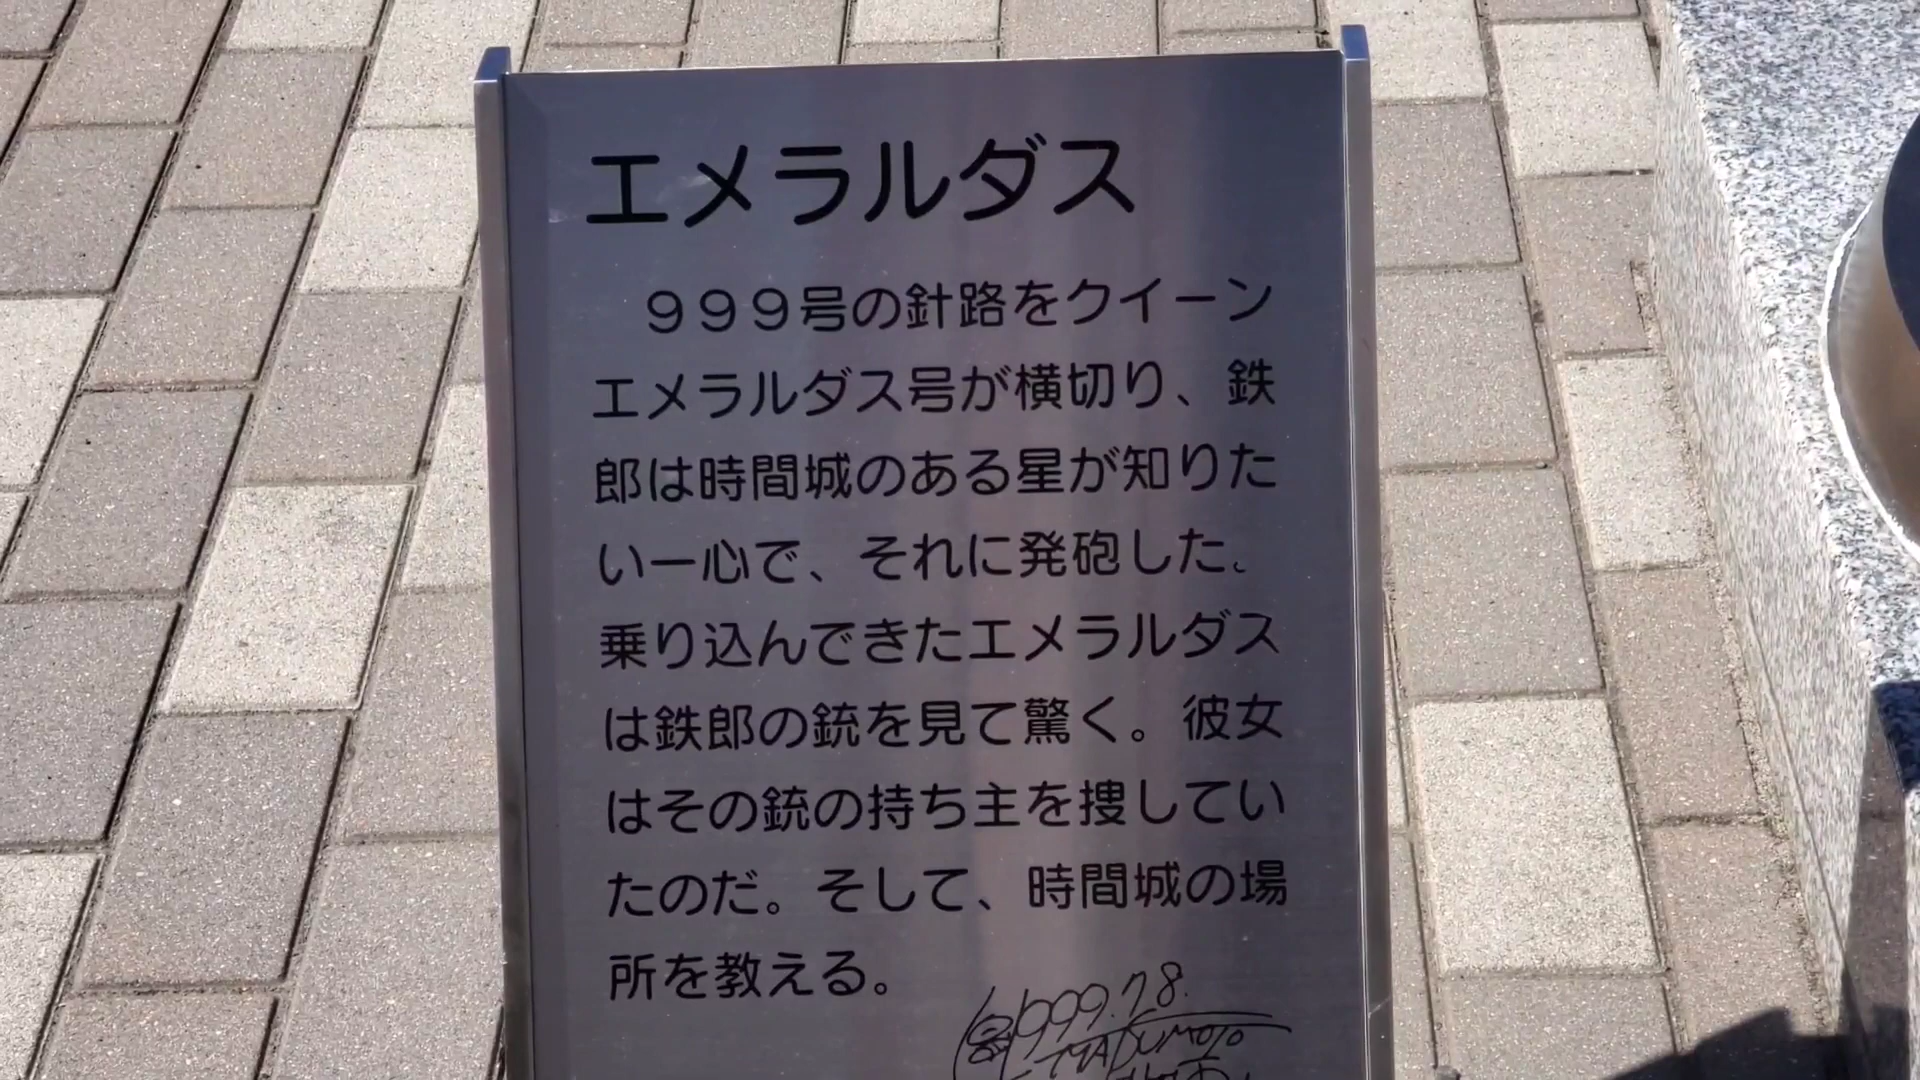 エメラルダス
９９９号の針路をクイーン
エメラルダス号が横切り、鉄
郎は時間城のある星が知りた
い一心で、それに発砲した。
乗り込んできたエメラルダス
は鉄郎の銃を見て驚く。彼女
はその銃の持ち主を捜してい
たのだ。そして、時間城の場
所を教える。
1999.7.8.
MATSUMOTO